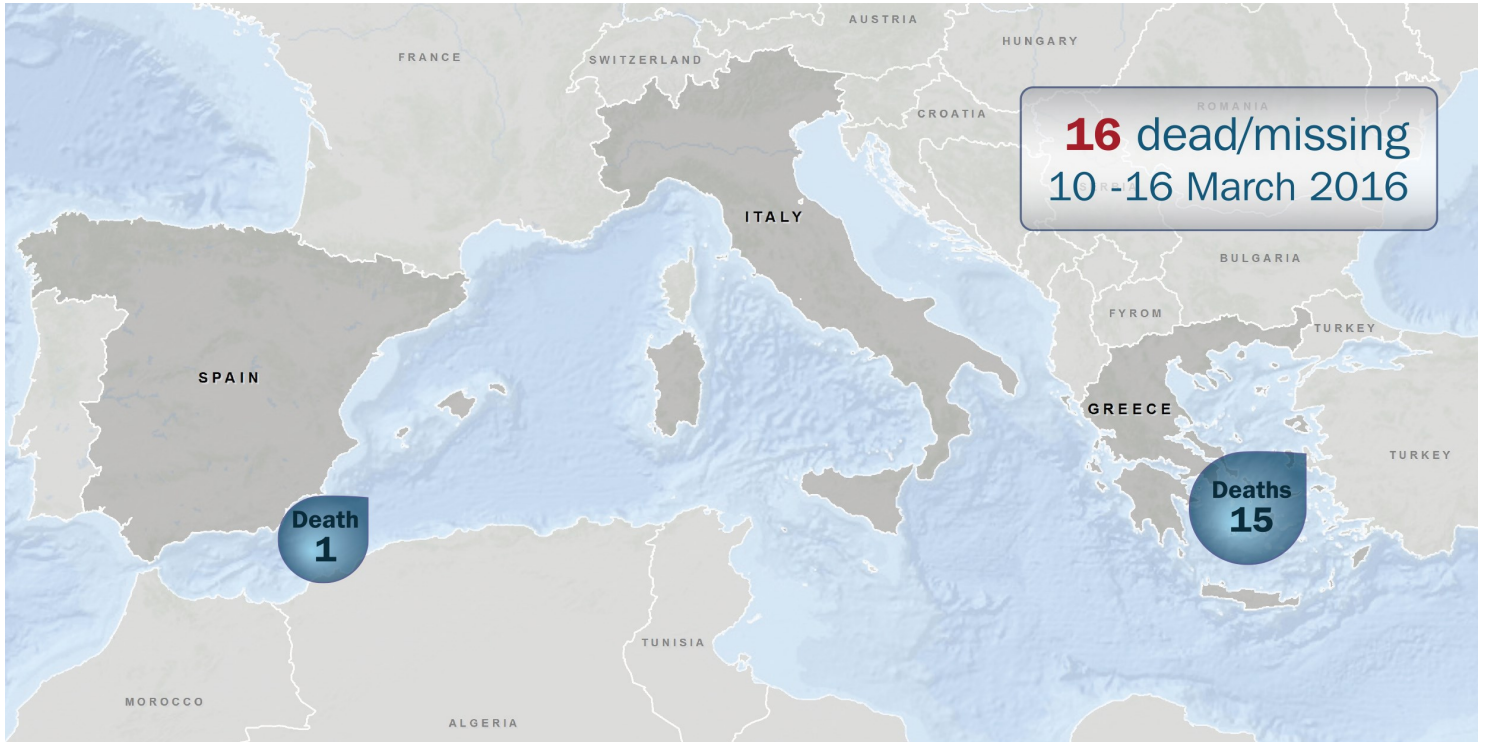 AUSTRIA
HUNGARY
FRANCE
SWITZERLAND
ROMANIA
CROATIA
16 dead/missing
SERBIA
10 -16 March 2016
ITALY
BULGARIA
FYROM
TURKEY
SPAIN
GREECE
TURKEY
Deaths
15
Death
1
TUNISIA
MOROCCO
ALGERIA